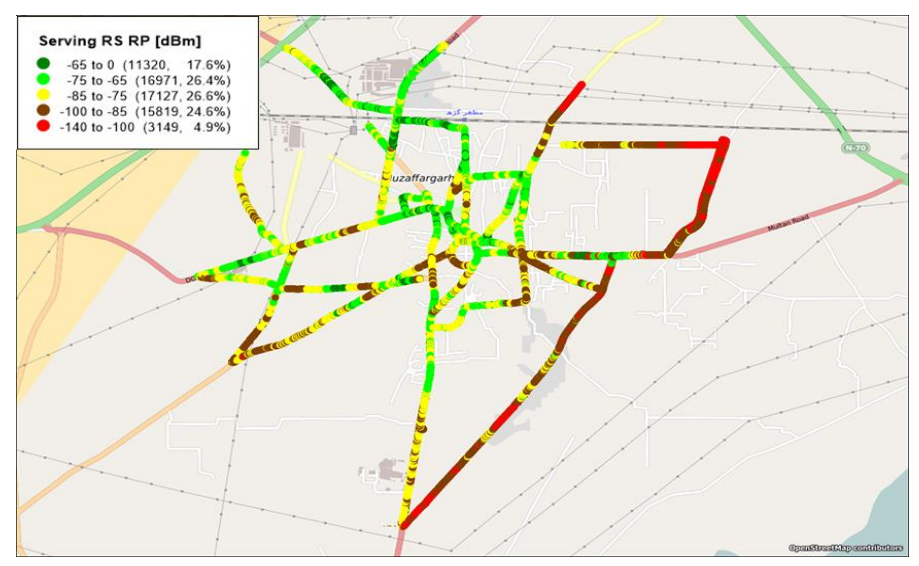 Serving RS RP [dBm]
-65 to 0 (11320, 17.6%)
-75 to -65 (16971, 26.4%)
-85 to -75 (17127, 26.6%)
-100 to -85 (15819, 24.6%)
-140 to -100 (3149, 4.9%)
مظفر گڑھ
N-70
uzaffargarh
Multan Road
OpenStreetMap contributors